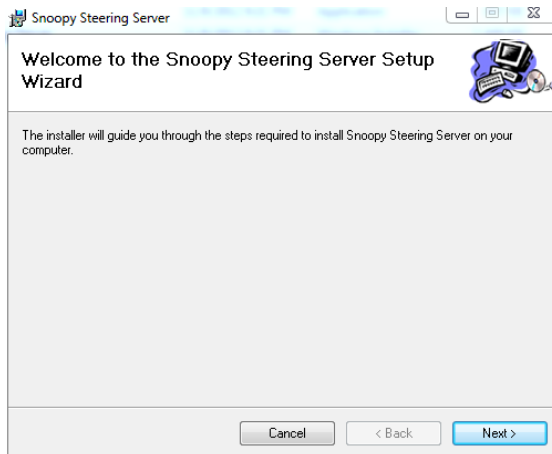 Snoopy Steering Server
Welcome to the Snoopy Steering Server Setup
Wizard
The installer will guide you through the steps required to install Snoopy Steering Server on your
computer.
Cancel
< Back
Next >